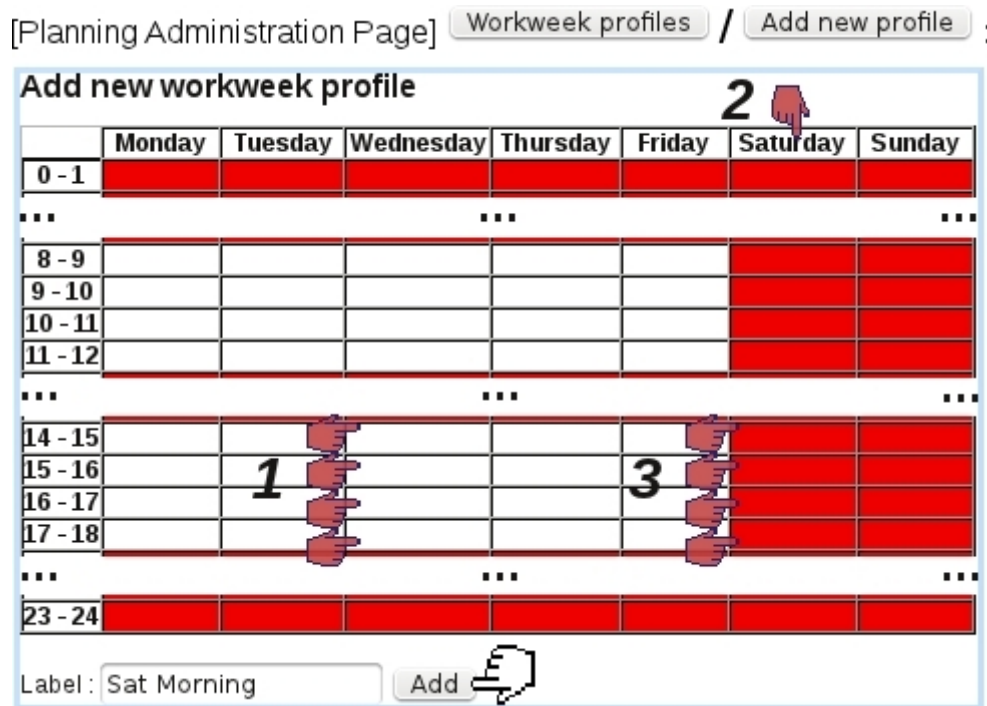 [Planning Administration Page] Workweek profiles / Add new profile :
Add new workweek profile
2
Monday Tuesday Wednesday Thursday Friday Saturday Sunday
0 - 1
... ... ...
8 - 9
9 - 10
10 - 11
11 - 12
... ... ...
14 - 15
15 - 16
1 3
16 - 17
17 - 18
... ... ...
23 - 24
Label : Sat Morning Add